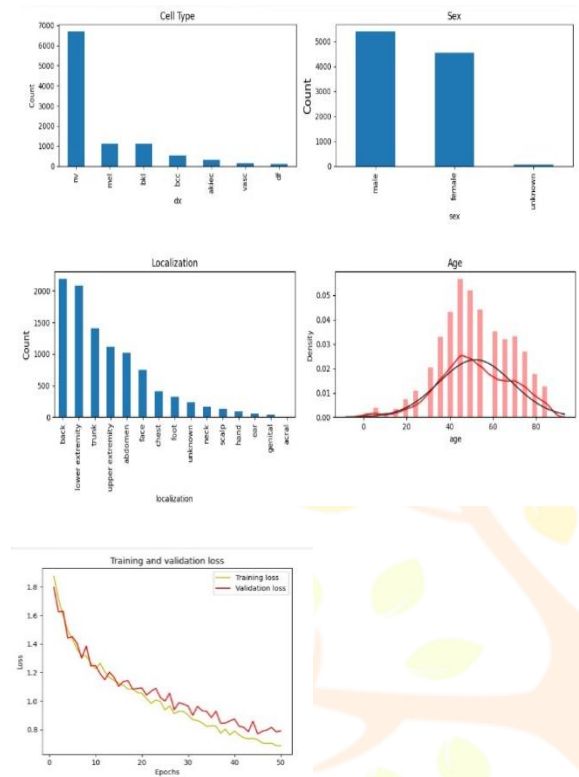 Cell Type
7000
6000
5000
4000
3000
2000
1000
0
Count
nv
mel
bkl
bcc
akiec
vasc
df
dx
Sex
5000
4000
3000
2000
1000
0
Count
male
female
unknown
sex
Localization
2000
1500
1000
500
0
Count
back
lower extremity
trunk
upper extremity
abdomen
face
chest
foot
unknown
neck
scalp
hand
ear
genital
acral
localization
Age
0.05
0.04
0.03
0.02
0.01
0.00
Density
0 20 40 60 80
age
Training and validation loss
Training loss
Validation loss
1.8
1.6
1.4
1.2
1.0
0.8
Loss
0 10 20 30 40 50
Epochs